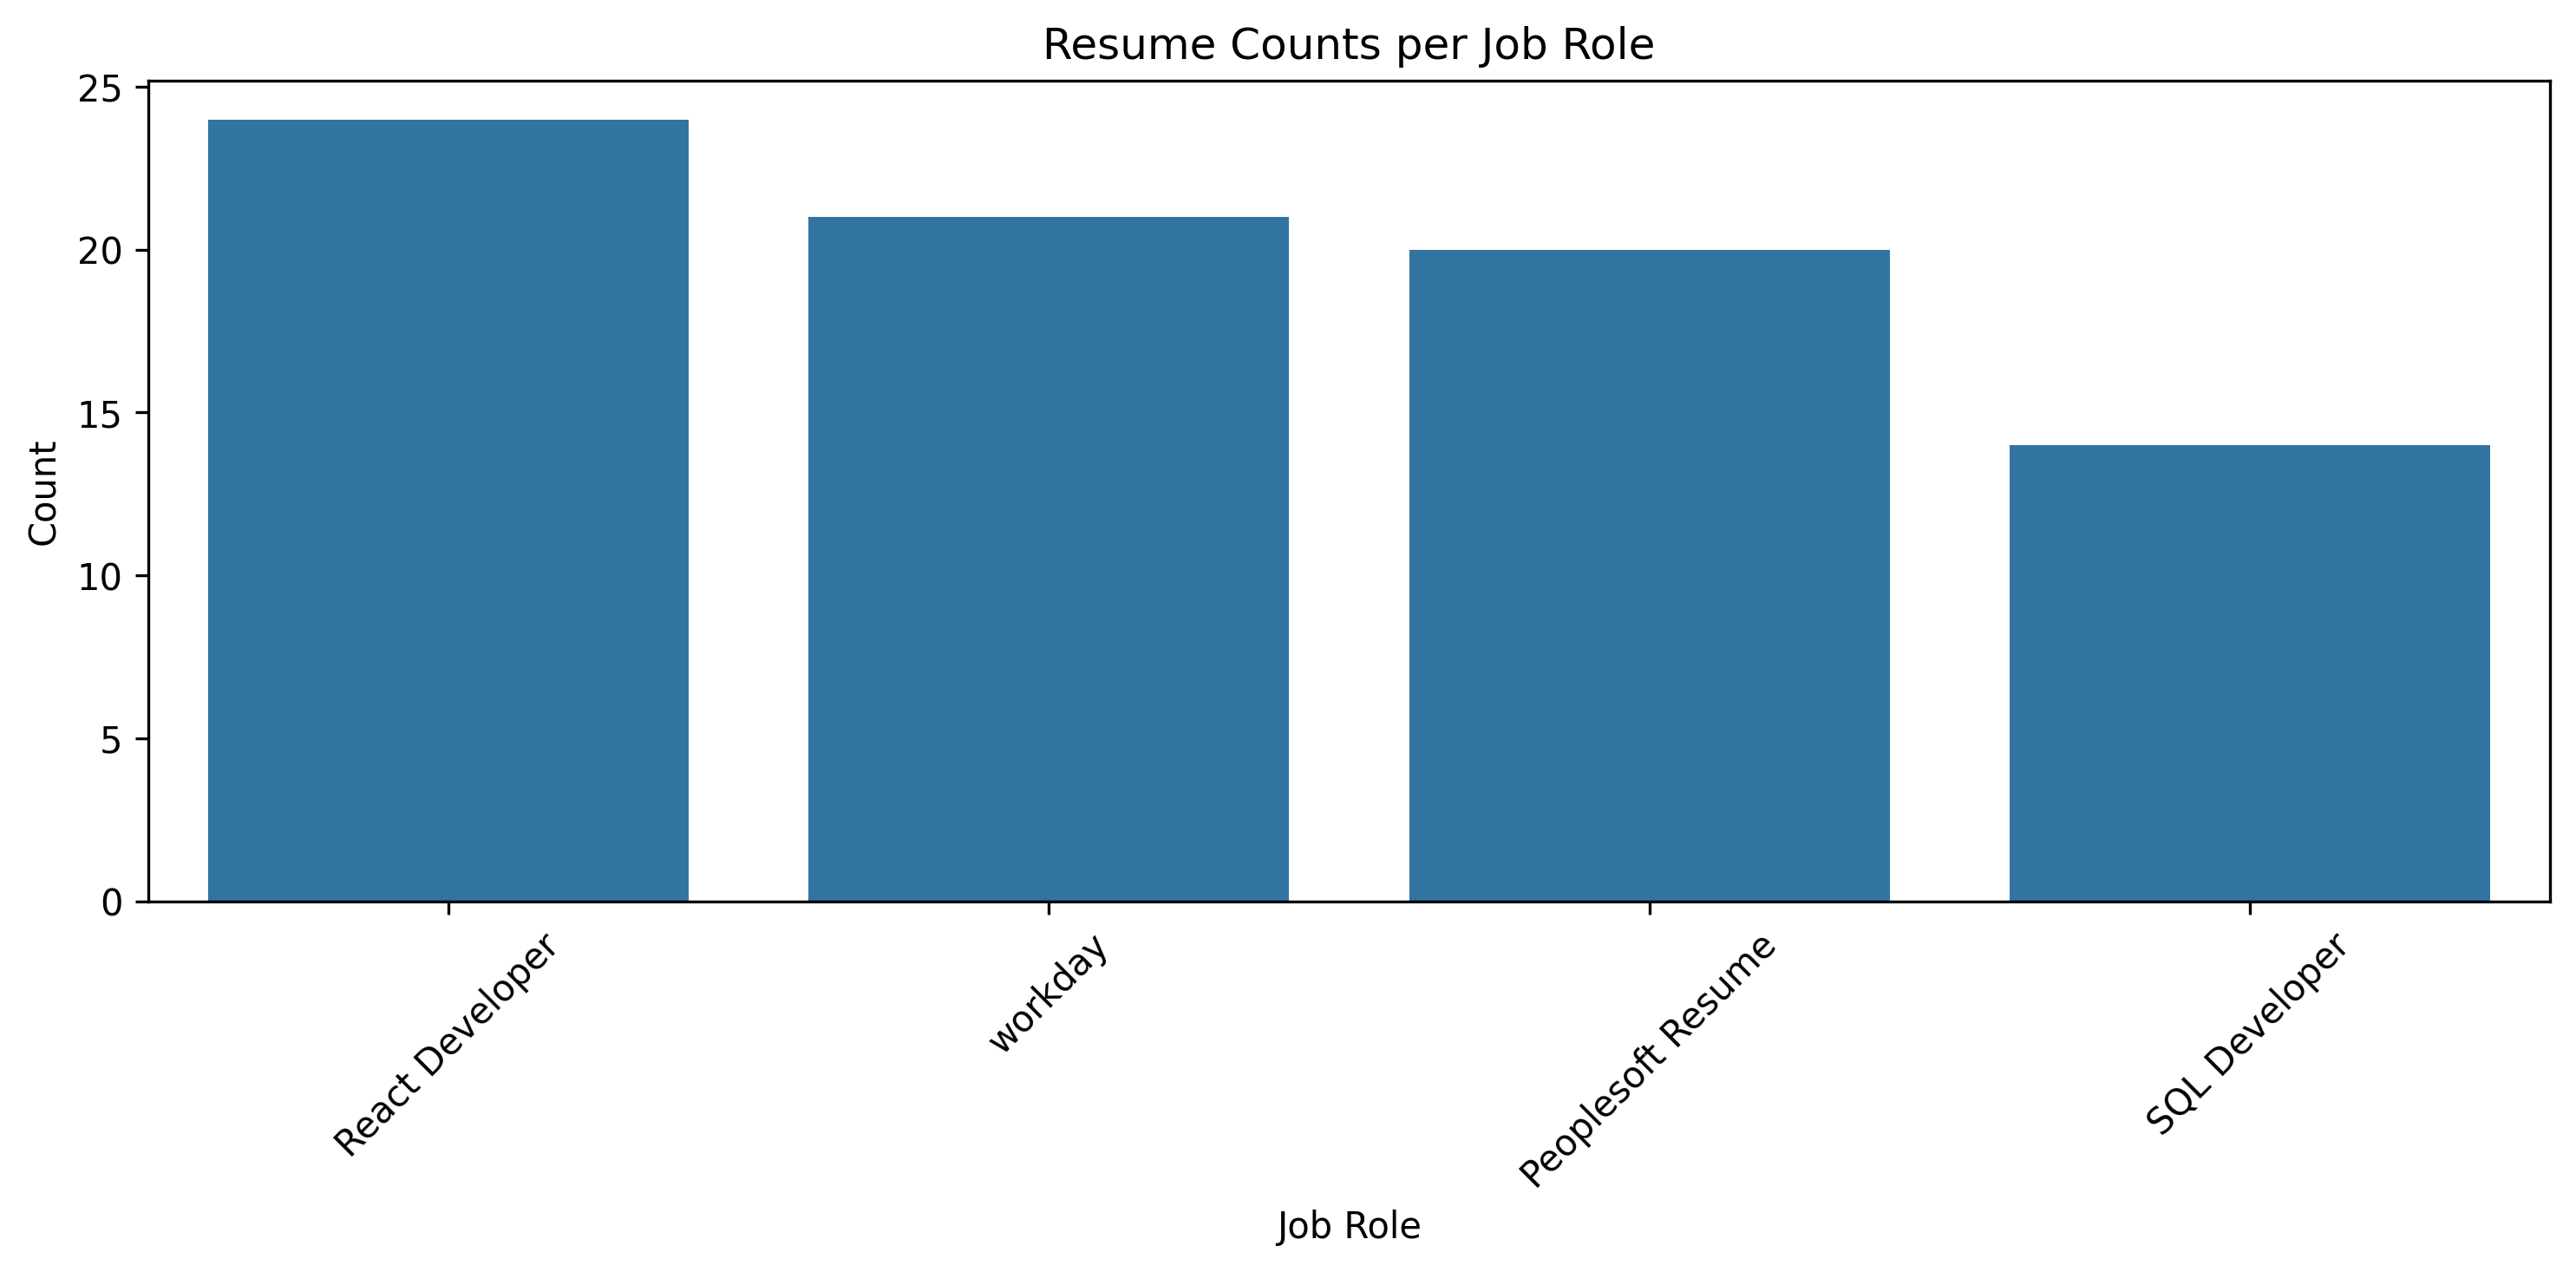 Resume Counts per Job Role
25
20
15
10
5
0
Count
React Developer
workday
Peoplesoft Resume
SQL Developer
Job Role